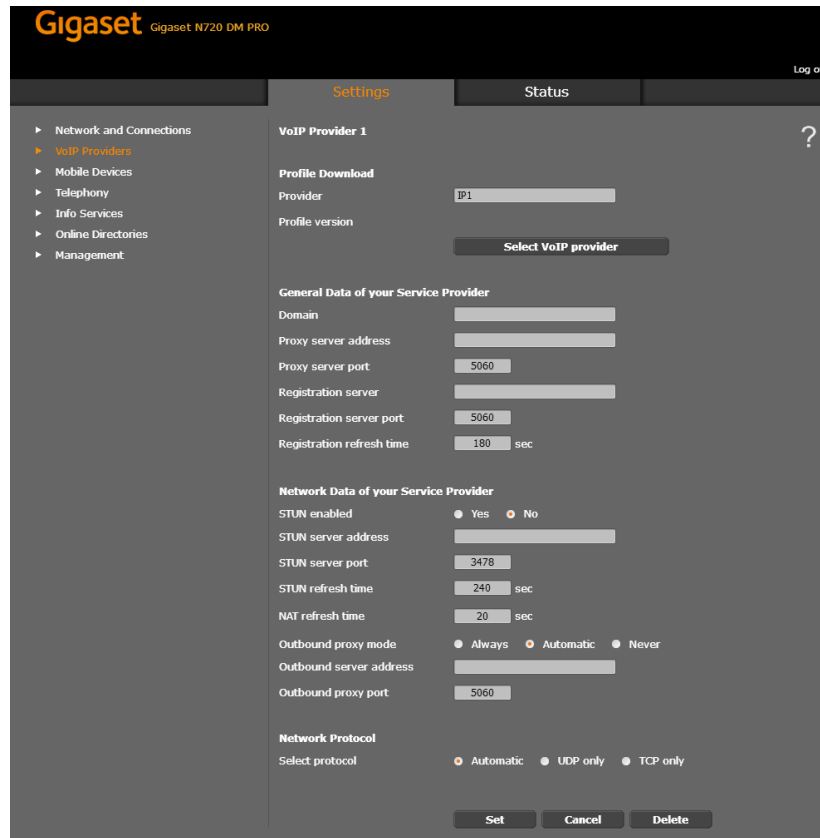 Gigaset Gigaset N720 DM PRO
Log o
Settings Status
Network and Connections
VoIP Providers
Mobile Devices
Telephony
Info Services
Online Directories
Management
VoIP Provider 1
?
Profile Download
Provider IP1
Profile version
Select VoIP provider
General Data of your Service Provider
Domain
Proxy server address
Proxy server port 5060
Registration server
Registration server port 5060
Registration refresh time 180 sec
Network Data of your Service Provider
STUN enabled Yes No
STUN server address
STUN server port 3478
STUN refresh time 240 sec
NAT refresh time 20 sec
Outbound proxy mode Always Automatic Never
Outbound server address
Outbound proxy port 5060
Network Protocol
Select protocol Automatic UDP only TCP only
Set Cancel Delete